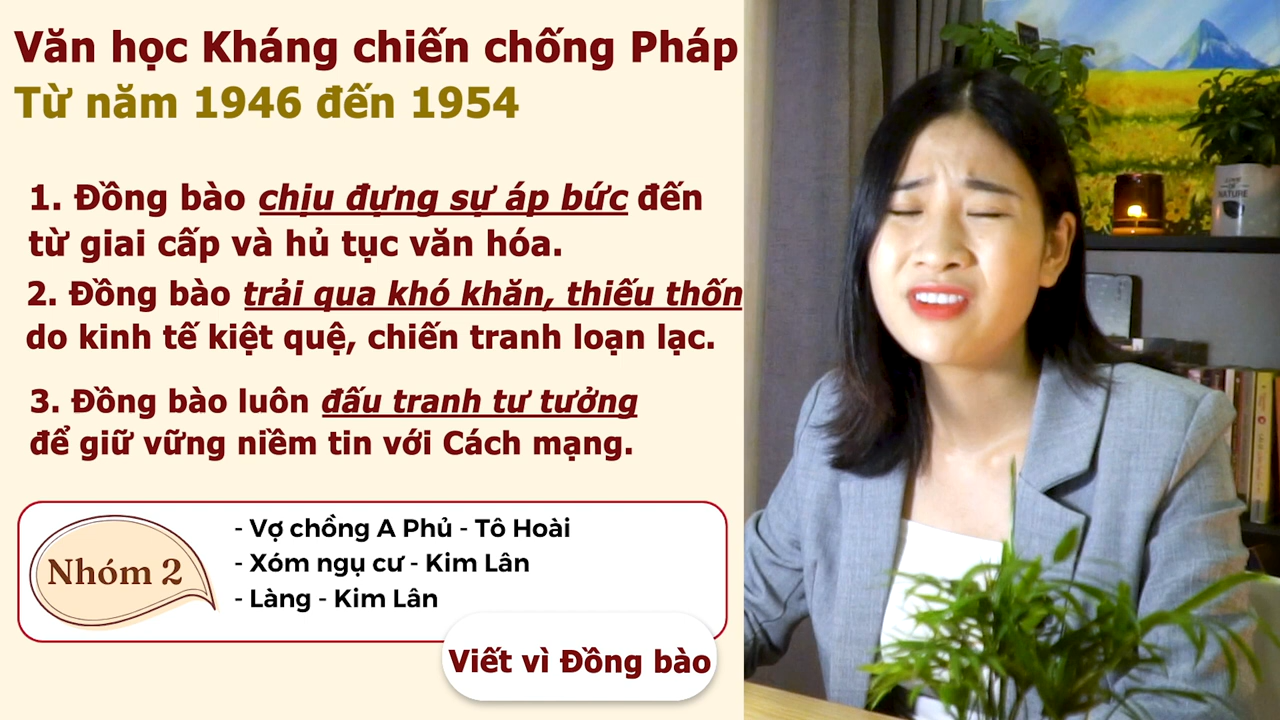 Văn học Kháng chiến chống Pháp
Từ năm 1946 đến 1954
1. Đồng bào chịu đựng sự áp bức đến
từ giai cấp và hủ tục văn hóa.
2. Đồng bào trải qua khó khăn, thiếu thốn
do kinh tế kiệt quệ, chiến tranh loạn lạc.
3. Đồng bào luôn đấu tranh tư tưởng
để giữ vững niềm tin với Cách mạng.
Nhóm 2
- Vợ chồng A Phủ - Tô Hoài
- Xóm ngụ cư - Kim Lân
- Làng - Kim Lân
Viết vì Đồng bào
NATURE